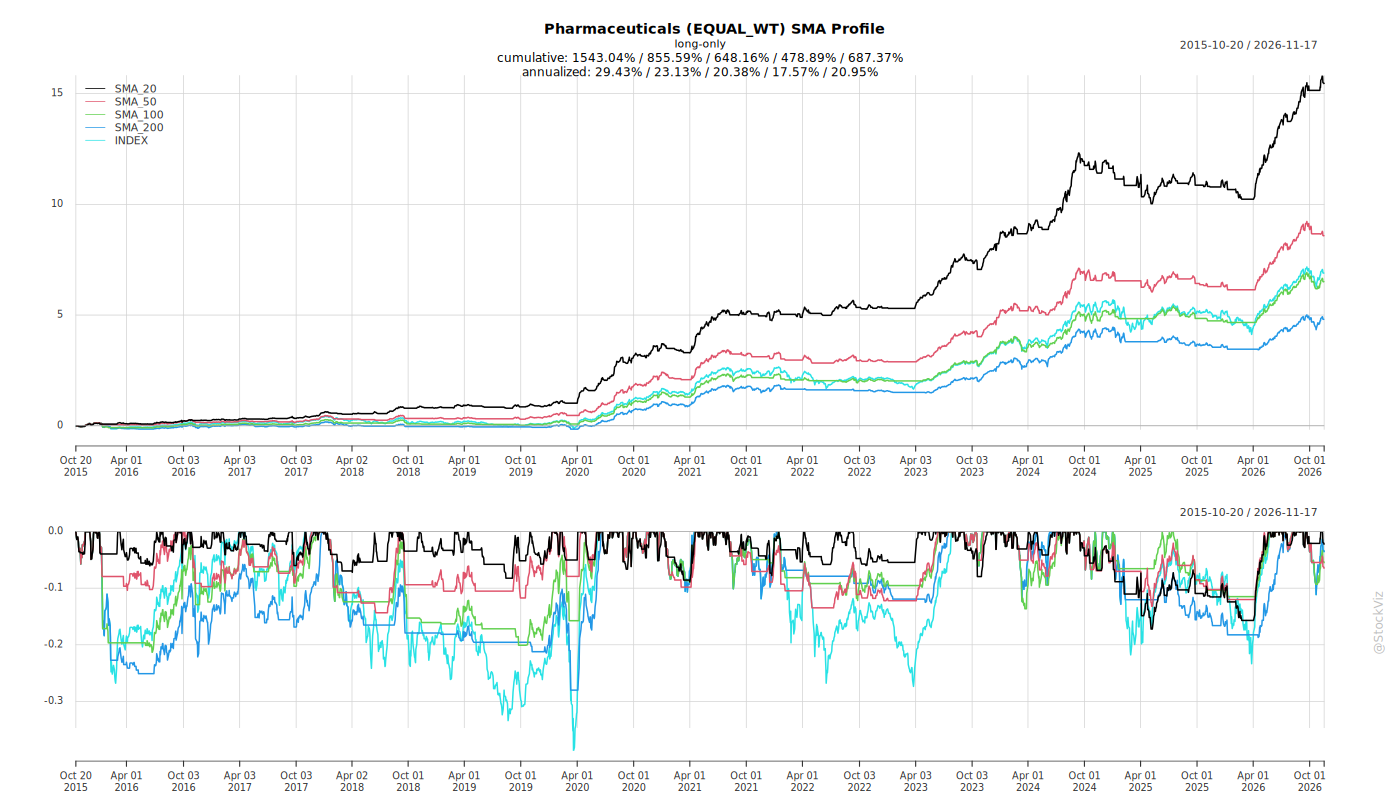 Pharmaceuticals (EQUAL_WT) SMA Profile
long-only
cumulative: 1543.04% / 855.59% / 648.16% / 478.89% / 687.37%
annualized: 29.43% / 23.13% / 20.38% / 17.57% / 20.95%
2015-10-20 / 2026-11-17
SMA_20
SMA_50
SMA_100
SMA_200
INDEX
15
10
5
0
Oct 20 Apr 01 Oct 03 Apr 03 Oct 03 Apr 02 Oct 01 Apr 01 Oct 01 Apr 01 Oct 01 Apr 01 Oct 01 Apr 01 Oct 03 Apr 03 Oct 03 Apr 01 Oct 01 Apr 01 Oct 01 Apr 01 Oct 01
2015 2016 2016 2017 2017 2018 2018 2019 2019 2020 2020 2021 2021 2022 2022 2023 2023 2024 2024 2025 2025 2026 2026
2015-10-20 / 2026-11-17
0.0
-0.1
-0.2
-0.3
Oct 20 Apr 01 Oct 03 Apr 03 Oct 03 Apr 02 Oct 01 Apr 01 Oct 01 Apr 01 Oct 01 Apr 01 Oct 01 Apr 01 Oct 03 Apr 03 Oct 03 Apr 01 Oct 01 Apr 01 Oct 01 Apr 01 Oct 01
2015 2016 2016 2017 2017 2018 2018 2019 2019 2020 2020 2021 2021 2022 2022 2023 2023 2024 2024 2025 2025 2026 2026
@StockViz